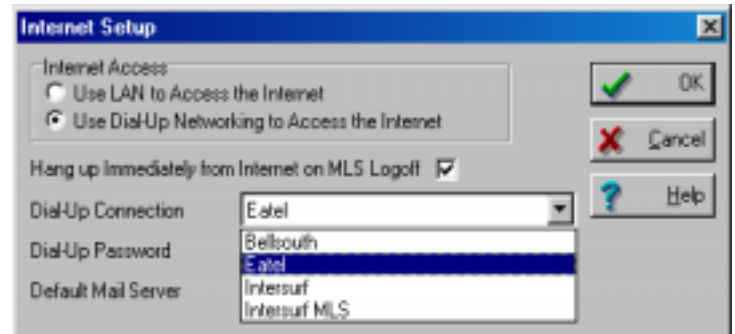 Internet Setup
Internet Access
Use LAN to Access the Internet
Use Dial-Up Networking to Access the Internet
Hang up Immediately from Internet on MLS Logoff
Dial-Up Connection
Eatel
Dial-Up Password
Bellsouth
Eatel
Default Mail Server
Intersurf
Intersurf MLS
OK
Cancel
Help